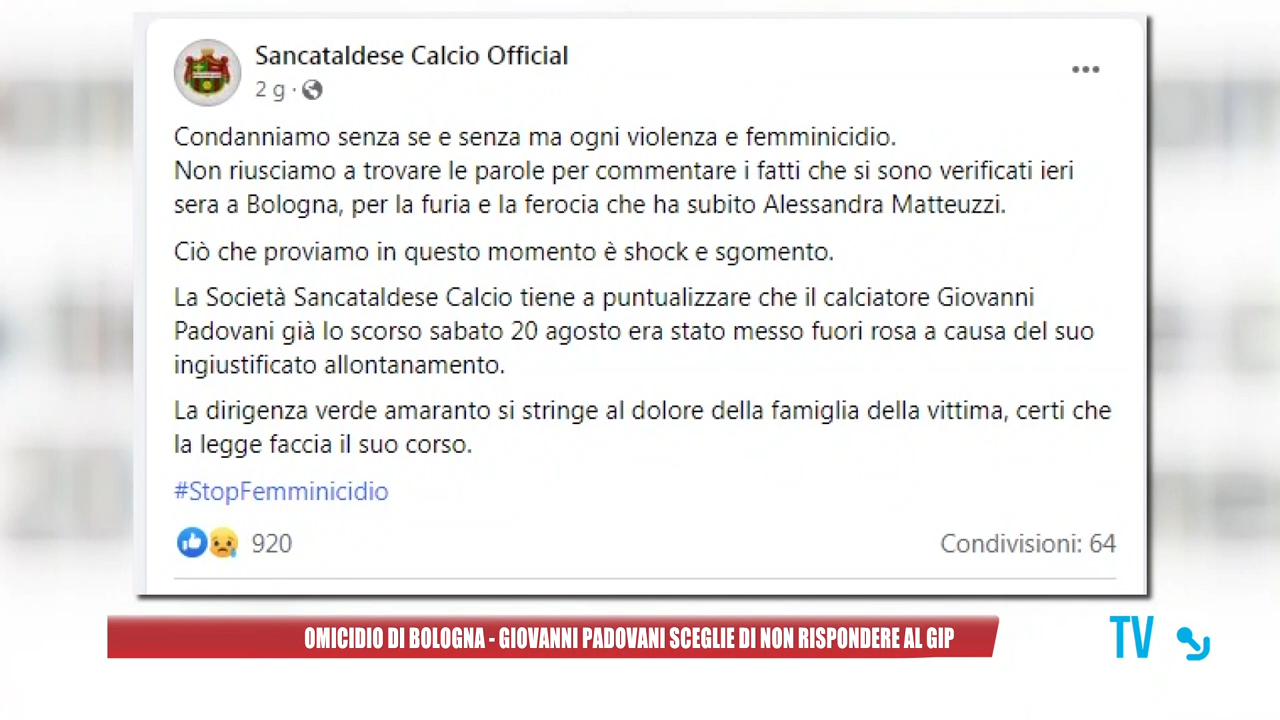 Sancataldese Calcio Official
2 g ·
Condanniamo senza se e senza ma ogni violenza e femminicidio.
Non riusciamo a trovare le parole per commentare i fatti che si sono verificati ieri
sera a Bologna, per la furia e la ferocia che ha subito Alessandra Matteuzzi.
Ciò che proviamo in questo momento è shock e sgomento.
La Società Sancataldese Calcio tiene a puntualizzare che il calciatore Giovanni
Padovani già lo scorso sabato 20 agosto era stato messo fuori rosa a causa del suo
ingiustificato allontanamento.
La dirigenza verde amaranto si stringe al dolore della famiglia della vittima, certi che
la legge faccia il suo corso.
#StopFemminicidio
920
Condivisioni: 64
OMICIDIO DI BOLOGNA - GIOVANNI PADOVANI SCEGLIE DI NON RISPONDERE AL GIP
TV